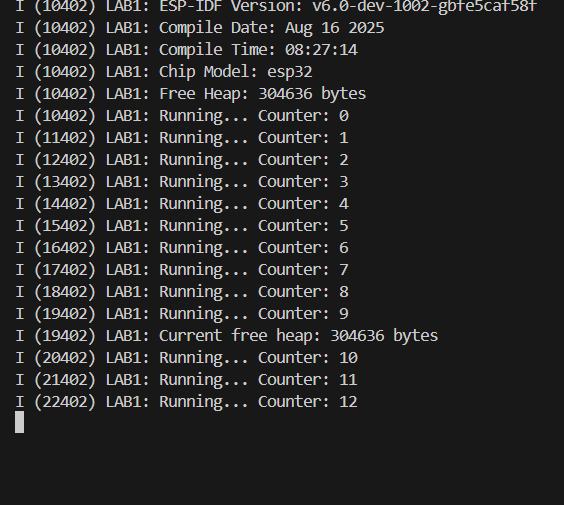 I (10402) LAB1: ESP-IDF Version: v6.0-dev-1002-gbfe5caf58f
I (10402) LAB1: Compile Date: Aug 16 2025
I (10402) LAB1: Compile Time: 08:27:14
I (10402) LAB1: Chip Model: esp32
I (10402) LAB1: Free Heap: 304636 bytes
I (10402) LAB1: Running... Counter: 0
I (11402) LAB1: Running... Counter: 1
I (12402) LAB1: Running... Counter: 2
I (13402) LAB1: Running... Counter: 3
I (14402) LAB1: Running... Counter: 4
I (15402) LAB1: Running... Counter: 5
I (16402) LAB1: Running... Counter: 6
I (17402) LAB1: Running... Counter: 7
I (18402) LAB1: Running... Counter: 8
I (19402) LAB1: Running... Counter: 9
I (19402) LAB1: Current free heap: 304636 bytes
I (20402) LAB1: Running... Counter: 10
I (21402) LAB1: Running... Counter: 11
I (22402) LAB1: Running... Counter: 12